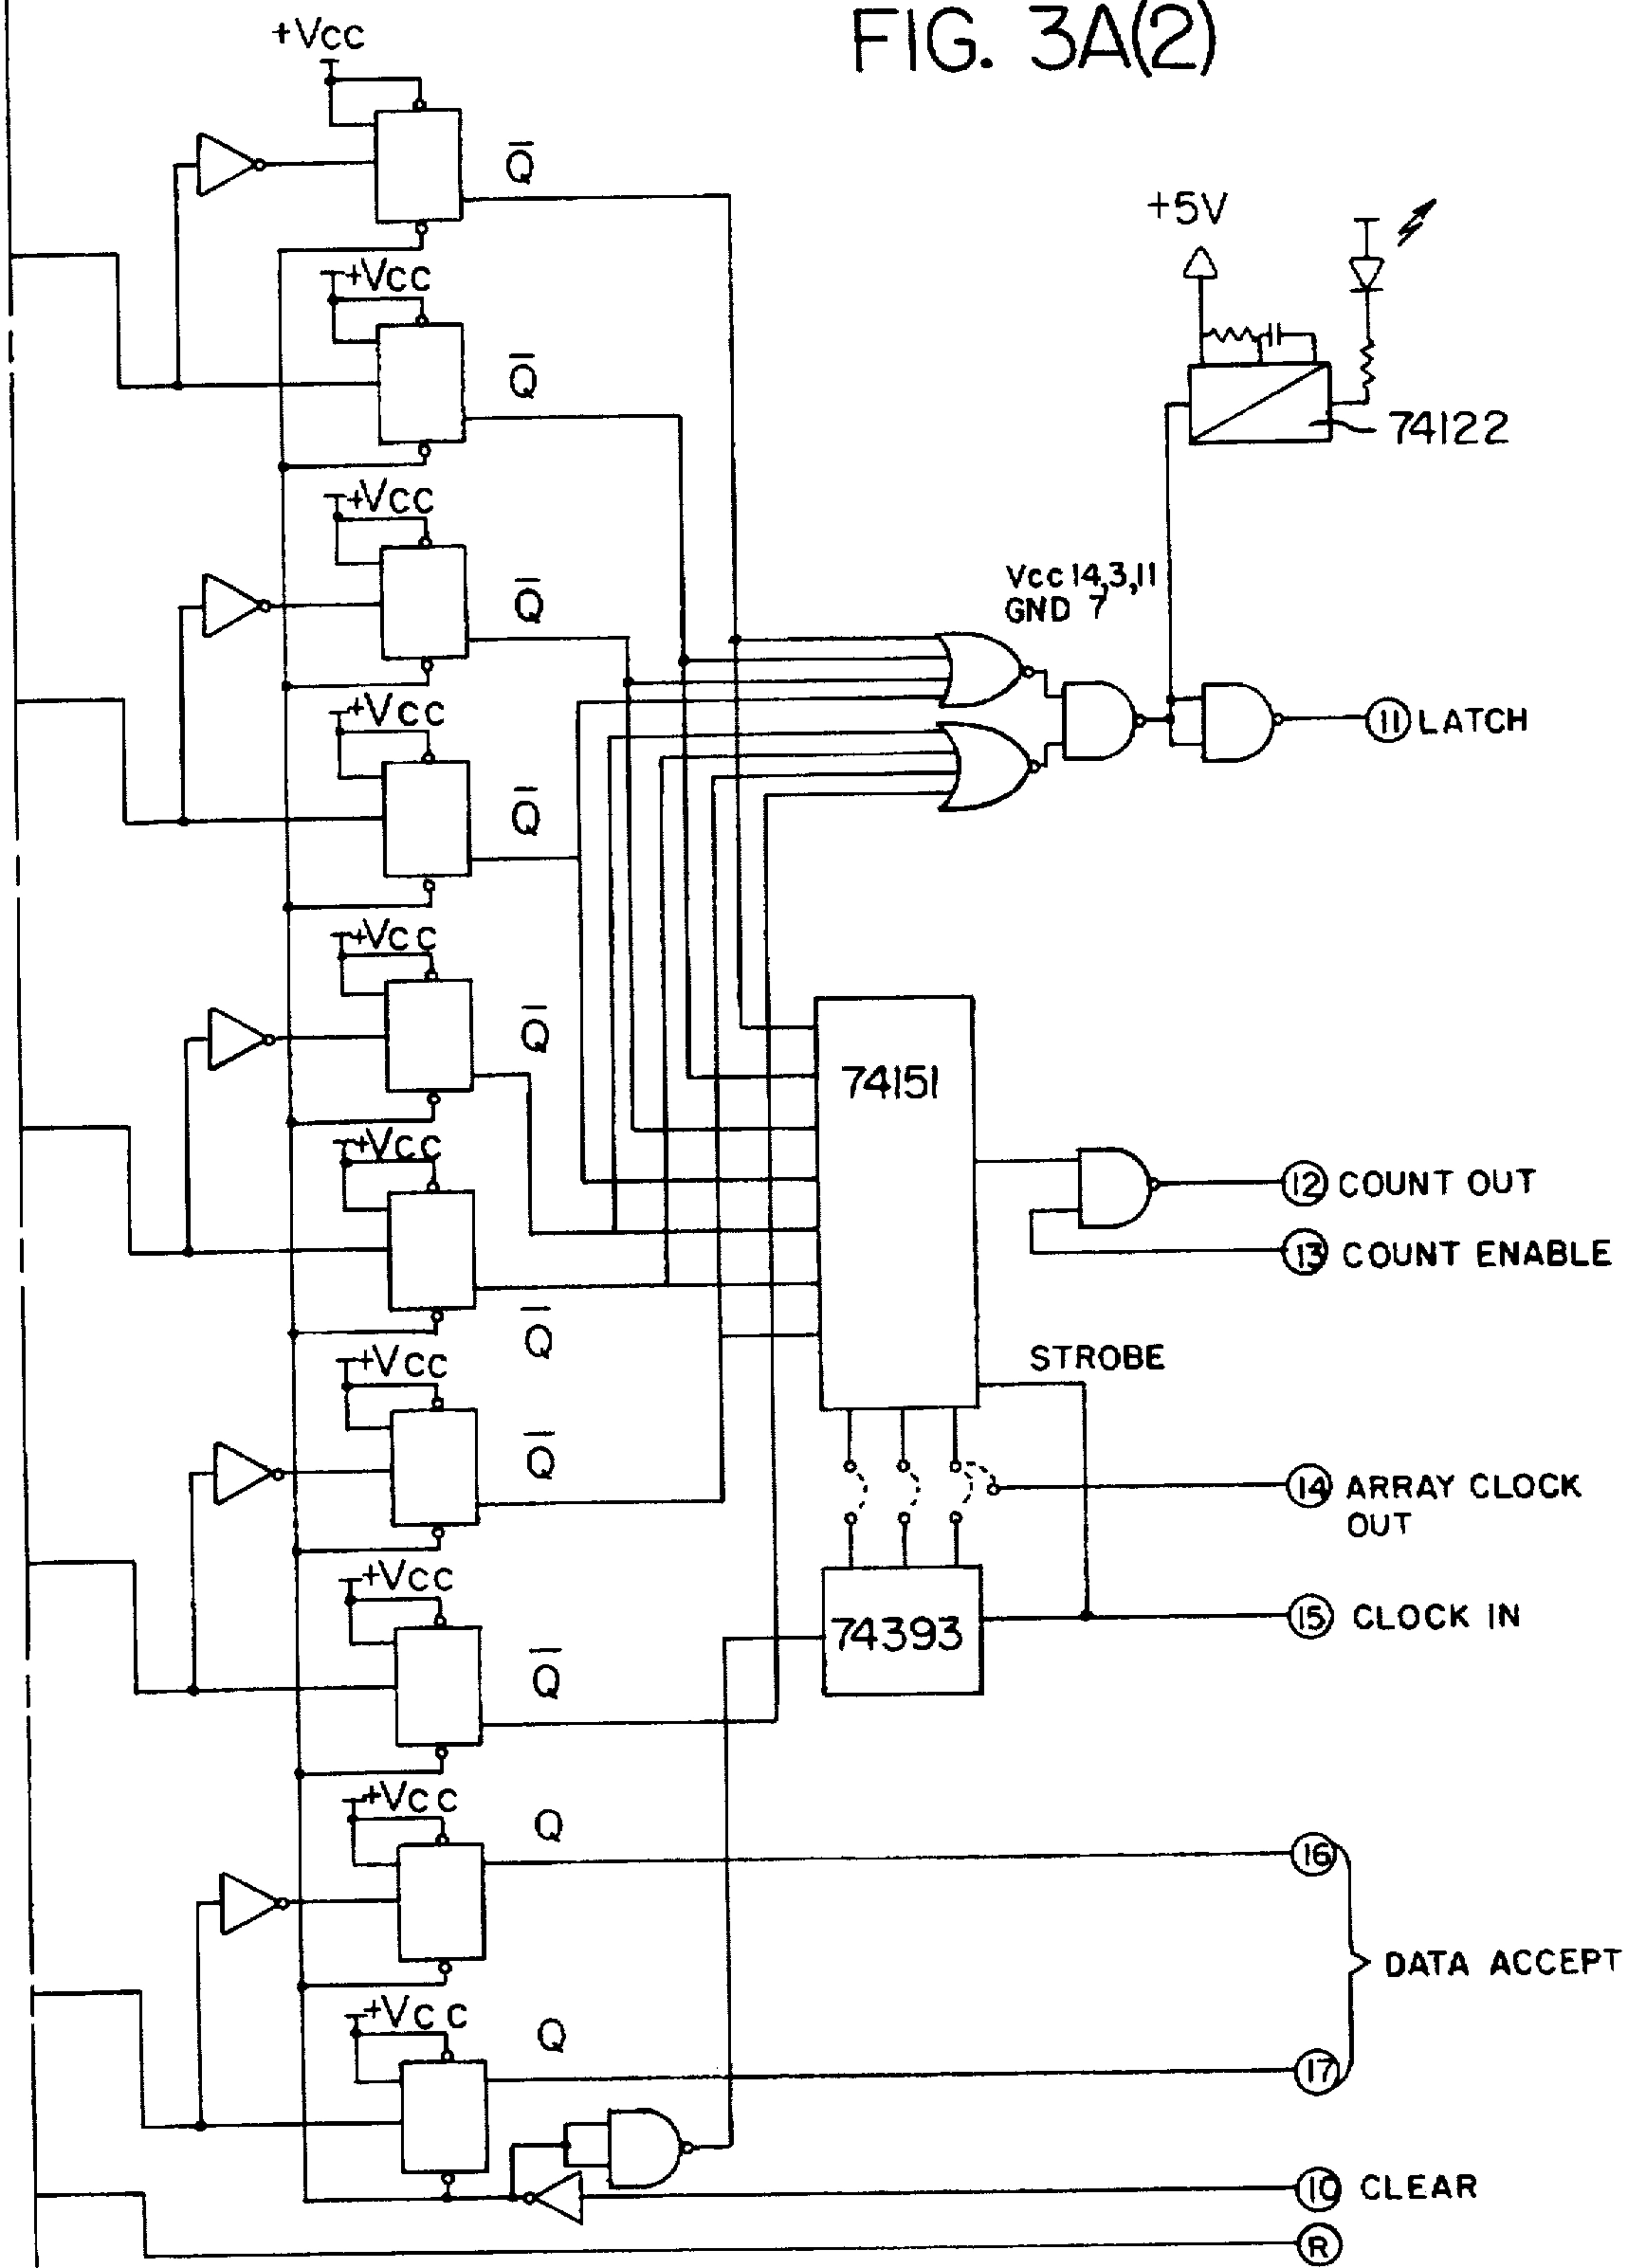 FIG. 3A(2)
+Vcc
Q̅
+5V
+Vcc
Q̅
74122
+Vcc
Q̅
Vcc 14,3,11
GND 7
+Vcc
11 LATCH
Q̅
+Vcc
Q̅
74151
+Vcc
12 COUNT OUT
13 COUNT ENABLE
Q̅
+Vcc
STROBE
Q̅
14 ARRAY CLOCK
OUT
+Vcc
15 CLOCK IN
74393
Q̅
+Vcc
Q
16
DATA ACCEPT
+Vcc
Q
17
10 CLEAR
R